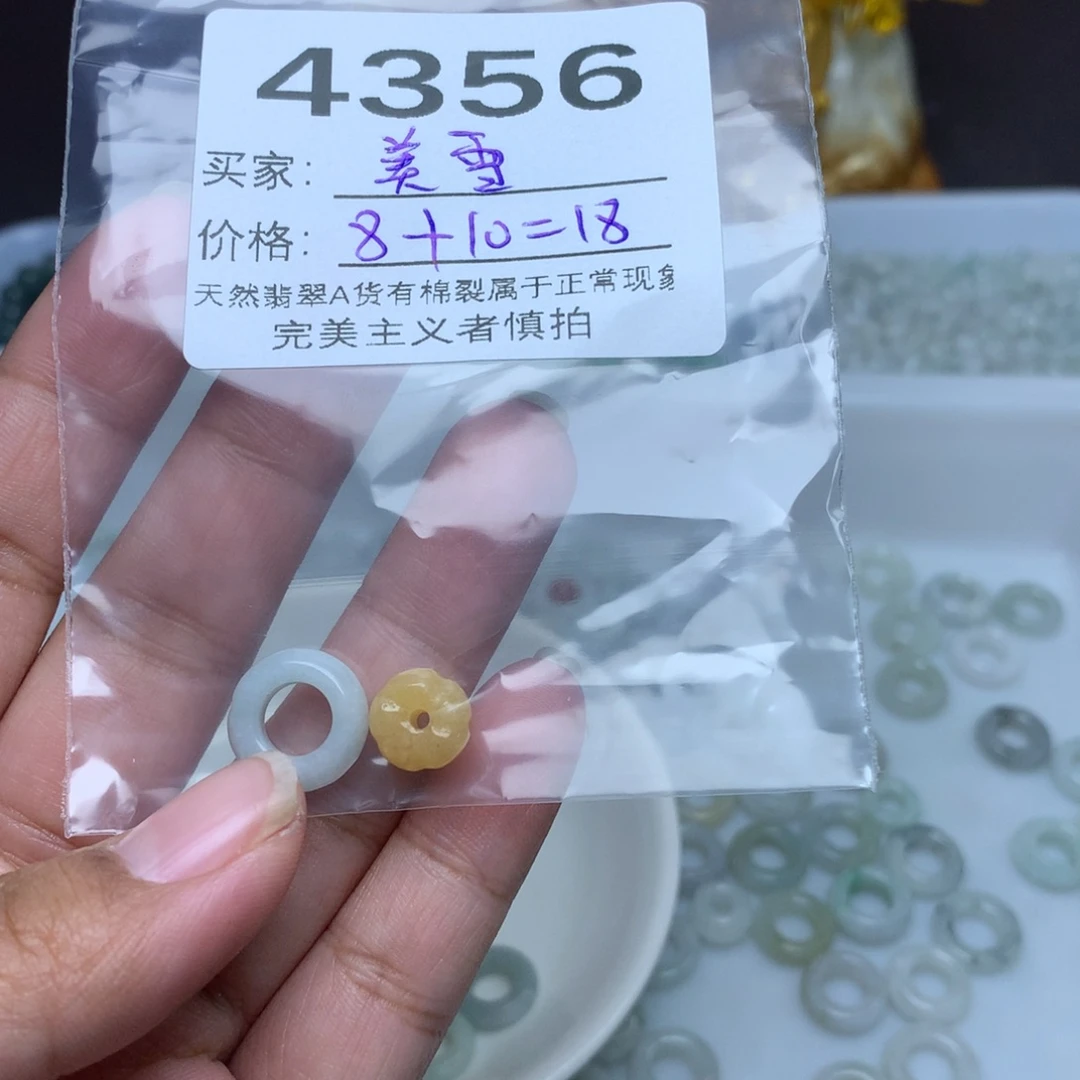 4356
买家: 美雪
价格: 8+10=18
天然翡翠A货有棉裂属于正常现象
完美主义者慎拍